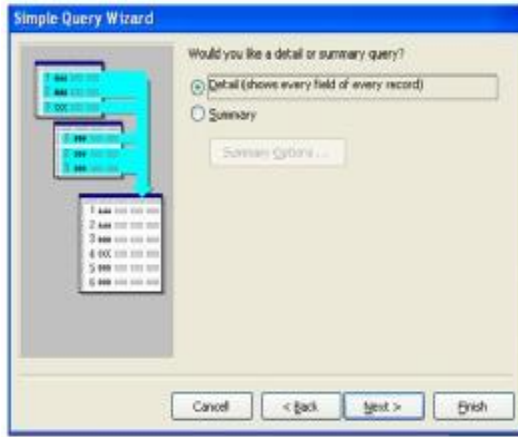 Simple Query Wizard
Would you like a detail or summary query?
Detail (shows every field of every record)
Summary
Summary Options ...
Cancel
< Back
Next >
Finish